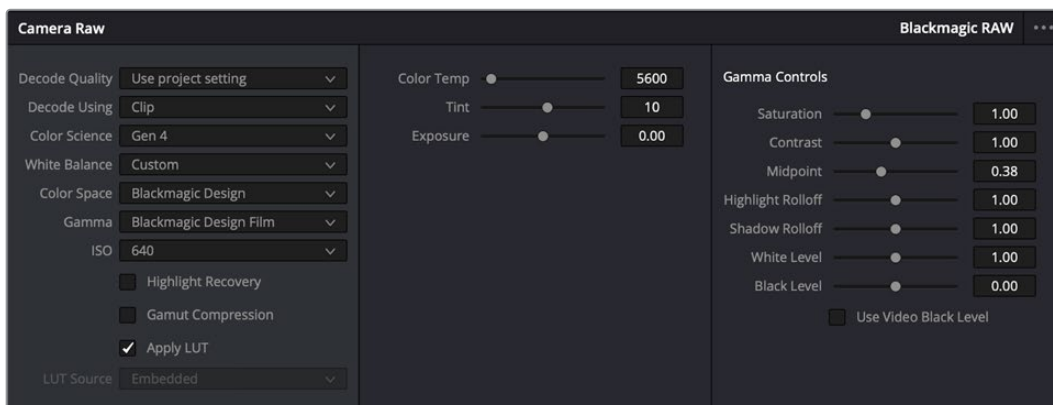 Camera Raw
Blackmagic RAW
Decode Quality Use project setting
Decode Using Clip
Color Science Gen 4
White Balance Custom
Color Space Blackmagic Design
Gamma Blackmagic Design Film
ISO 640
Highlight Recovery
Gamut Compression
Apply LUT
LUT Source Embedded
Color Temp 5600
Tint 10
Exposure 0.00
Gamma Controls
Saturation 1.00
Contrast 1.00
Midpoint 0.38
Highlight Rolloff 1.00
Shadow Rolloff 1.00
White Level 1.00
Black Level 0.00
Use Video Black Level